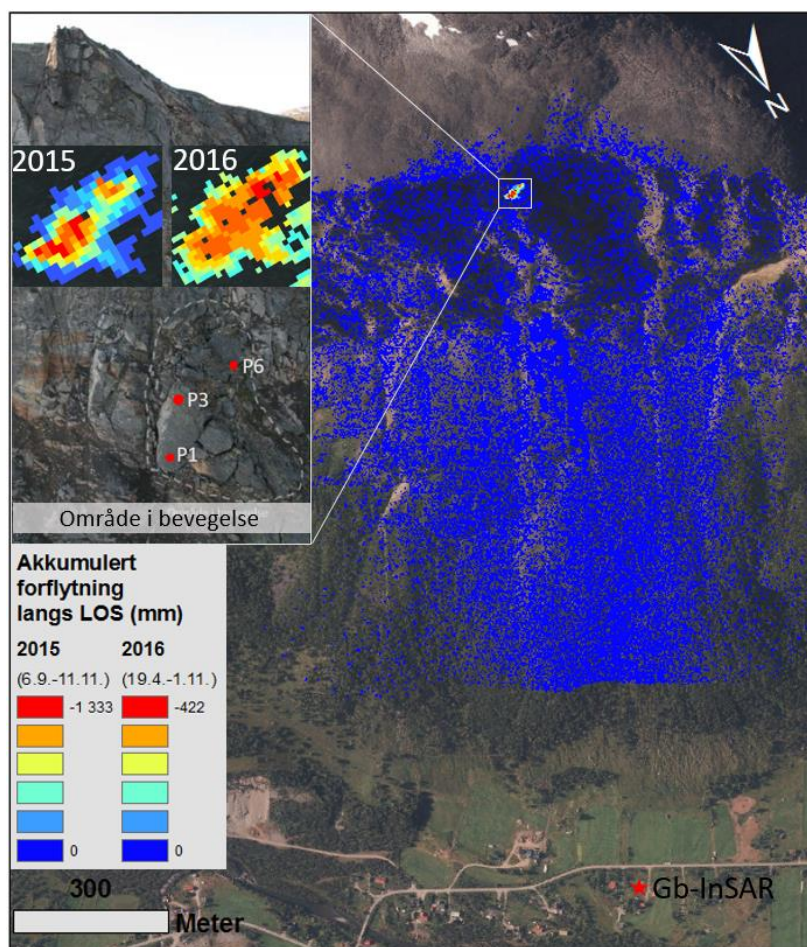 2015 2016
P6
P3
P1
Område i bevegelse
Akkumulert
forflytning
langs LOS (mm)
2015 2016
(6.9.-11.11.) (19.4.-1.11.)
-1 333 -422
0 0
300
Meter
Gb-InSAR
N